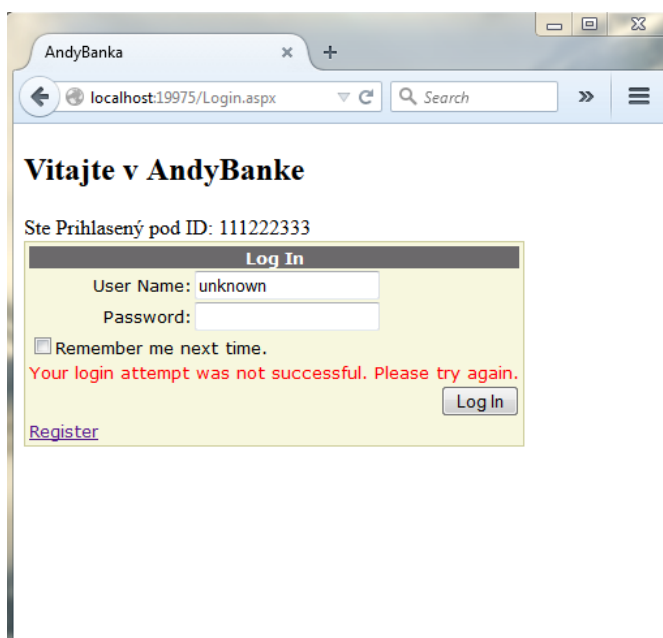 AndyBanka
localhost:19975/Login.aspx
Search
Vitajte v AndyBanke
Ste Prihlasený pod ID: 111222333
Log In
User Name: unknown
Password:
Remember me next time.
Your login attempt was not successful. Please try again.
Log In
Register